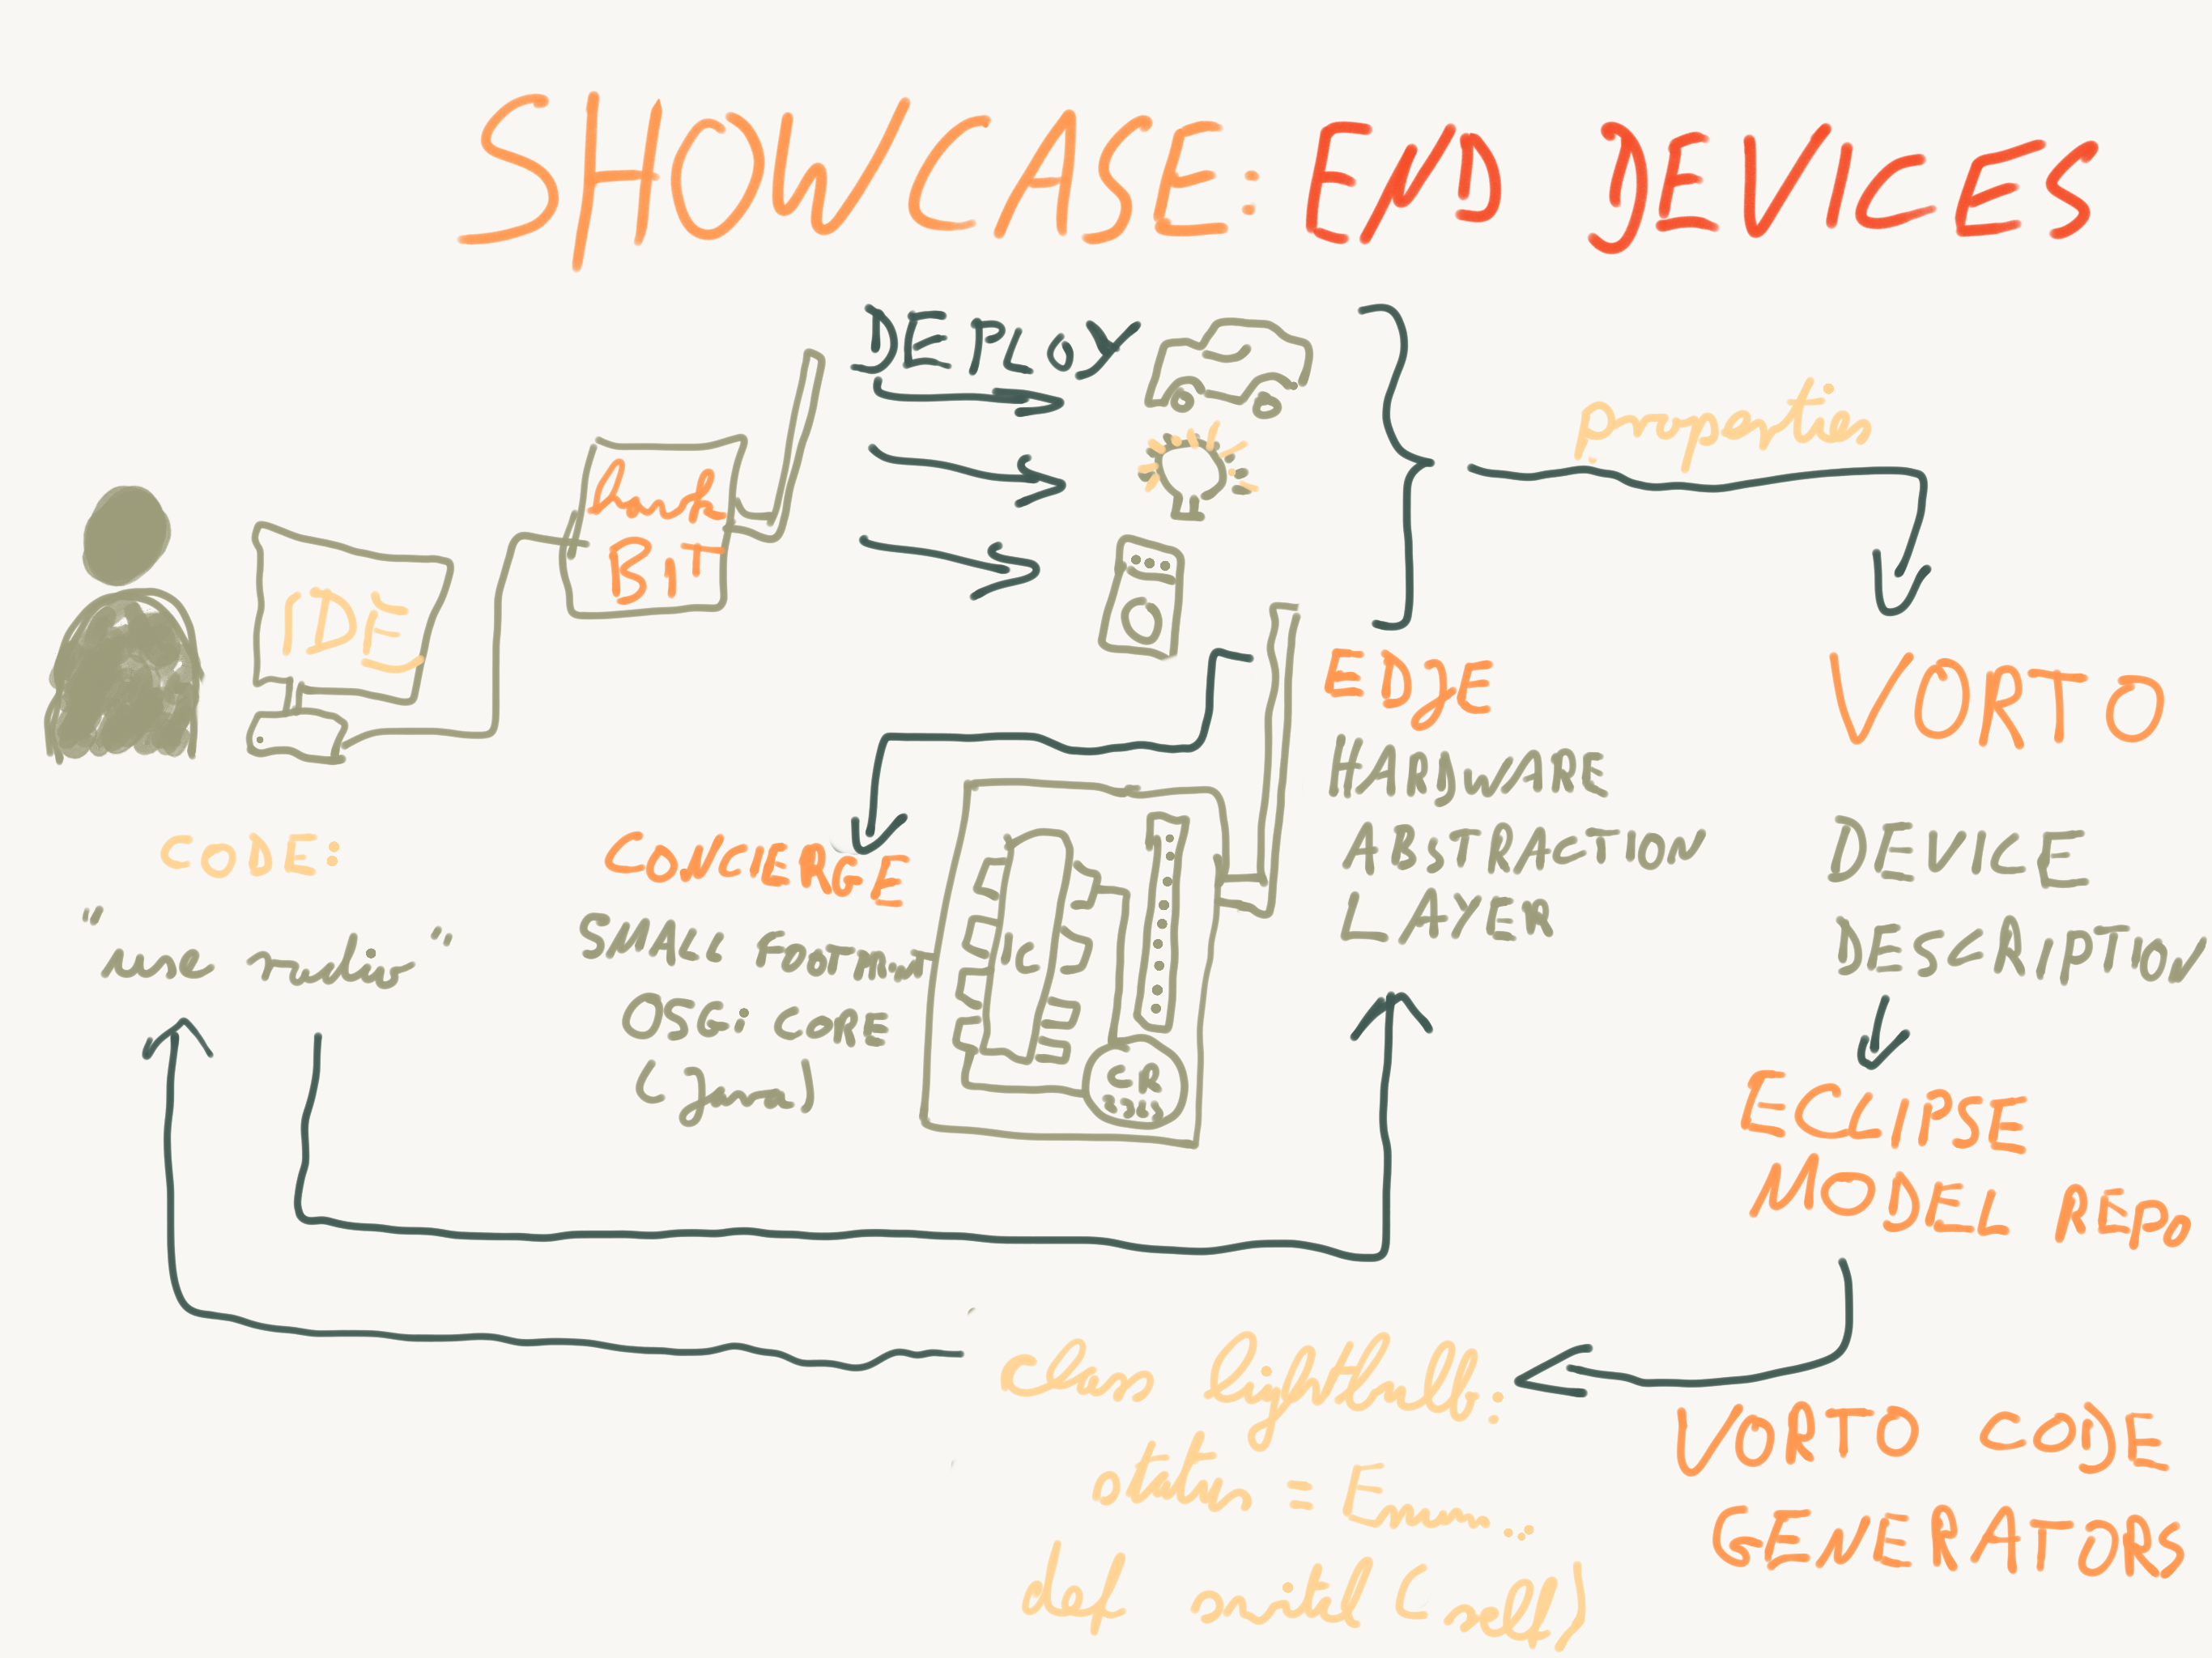 SHOWCASE: END DEVICES
DEPLOY
hawk
BIT
IDE
properties
VORTO
DEVICE
DESCRIPTION
ECLIPSE
MODEL REPO
VORTO CODE
GENERATORS
EDJE
HARDWARE
ABSTRACTION
LAYER
CONCIERGE
SMALL FOOTPRINT
OSGi CORE
(Java)
IC
CR
CODE:
"use radio"
class lightbulb:
status = Enum...
def switch(self)